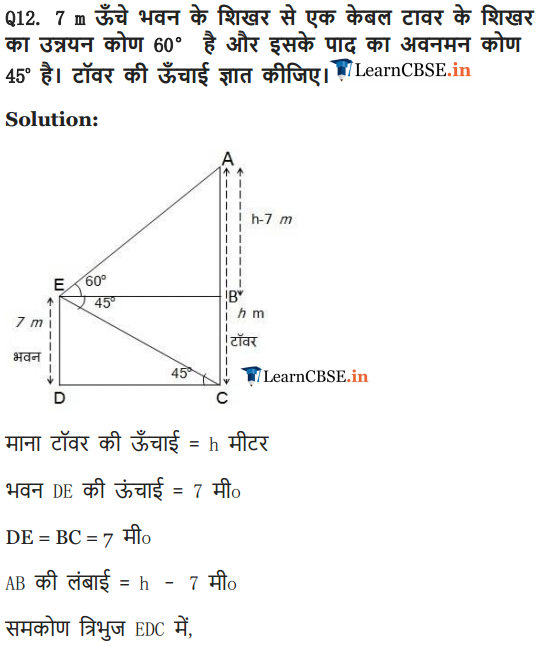 Q12. 7 m ऊँचे भवन के शिखर से एक केबल टावर के शिखर
का उन्नयन कोण 60° है और इसके पाद का अवनमन कोण
45° है। टॉवर की ऊँचाई ज्ञात कीजिए। LearnCBSE.in
Solution:
A
h-7 m
E 60°
45° B
7 m h m
भवन टॉवर
45° LearnCBSE.in
D C
माना टॉवर की ऊँचाई = h मीटर
भवन DE की ऊंचाई = 7 मी०
DE = BC = 7 मी०
AB की लंबाई = h - 7 मी०
समकोण त्रिभुज EDC में,